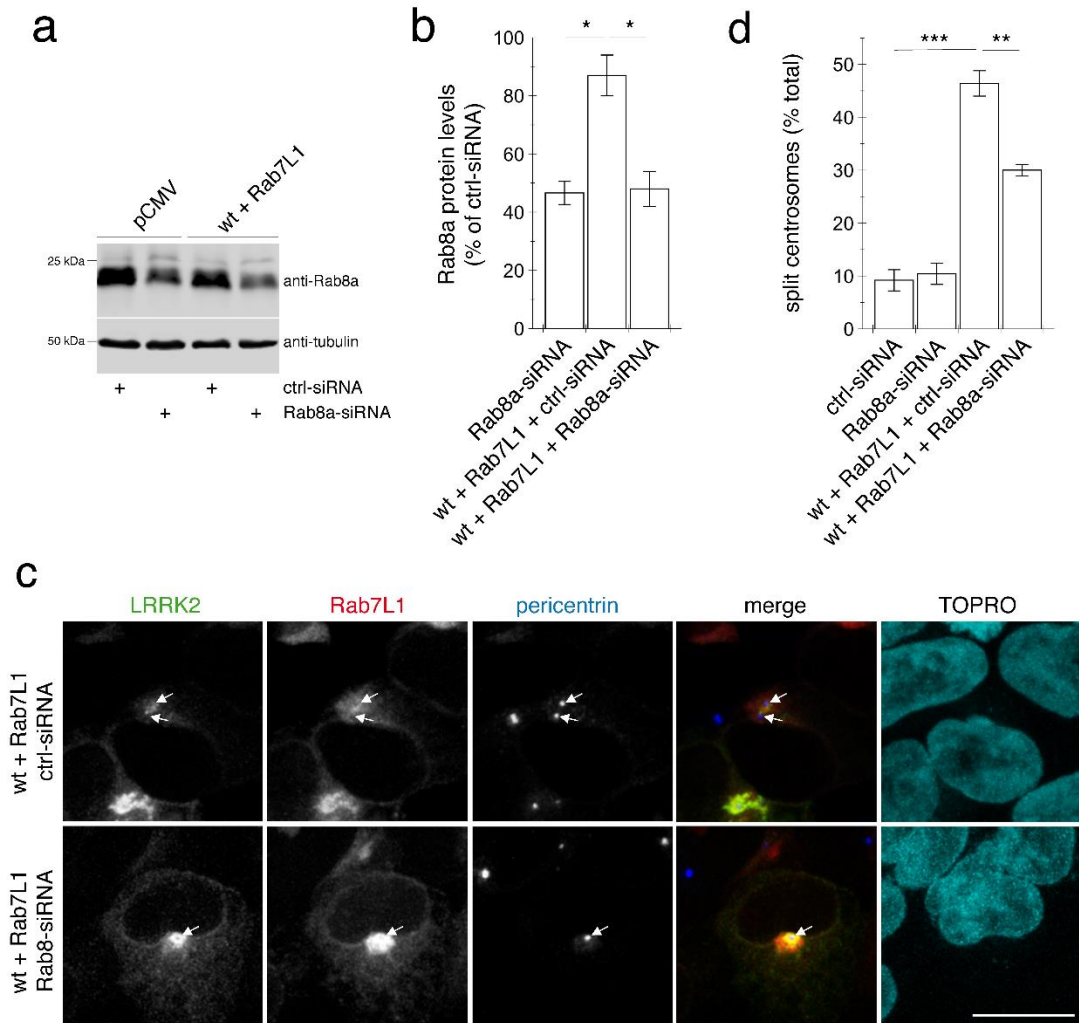 a
pCMV
wt + Rab7L1
25 kDa
anti-Rab8a
50 kDa
anti-tubulin
+ + ctrl-siRNA
+ + Rab8a-siRNA
b
* *
Rab8a protein levels
(% of ctrl-siRNA)
100
80
60
40
20
0
Rab8a-siRNA
wt + Rab7L1 + ctrl-siRNA
wt + Rab7L1 + Rab8a-siRNA
d
*** **
split centrosomes (% total)
50
40
30
20
10
0
ctrl-siRNA
Rab8a-siRNA
wt + Rab7L1 + ctrl-siRNA
wt + Rab7L1 + Rab8a-siRNA
c
LRRK2 Rab7L1 pericentrin merge TOPRO
wt + Rab7L1
ctrl-siRNA
wt + Rab7L1
Rab8-siRNA